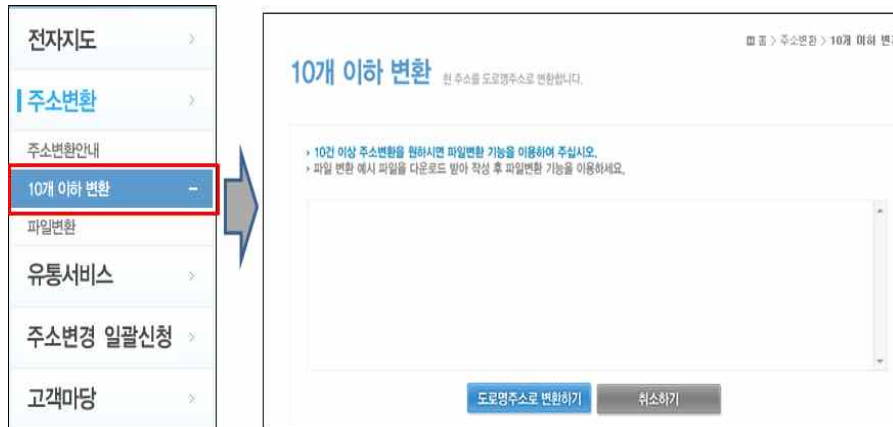 전자지도
주소변환
주소변환안내
10개 이하 변환
파일변환
유통서비스
주소변경 일괄신청
고객마당
홈 > 주소변환 > 10개 이하 변
10개 이하 변환 현 주소를 도로명주소로 변환합니다.
10건 이상 주소변환을 원하시면 파일변환 기능을 이용하여 주십시오.
파일 변환 예시 파일을 다운로드 받아 작성 후 파일변환 기능을 이용하세요.
도로명주소로 변환하기 취소하기